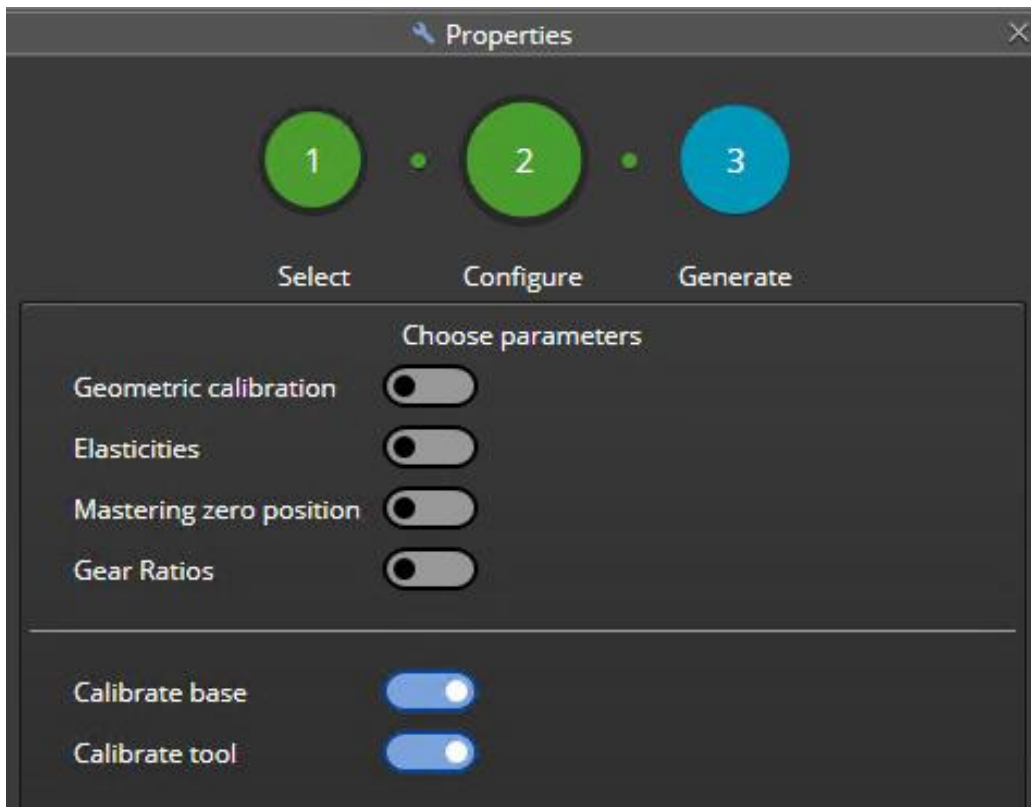 Properties
1
2
3
Select
Configure
Generate
Choose parameters
Geometric calibration
Elasticities
Mastering zero position
Gear Ratios
Calibrate base
Calibrate tool